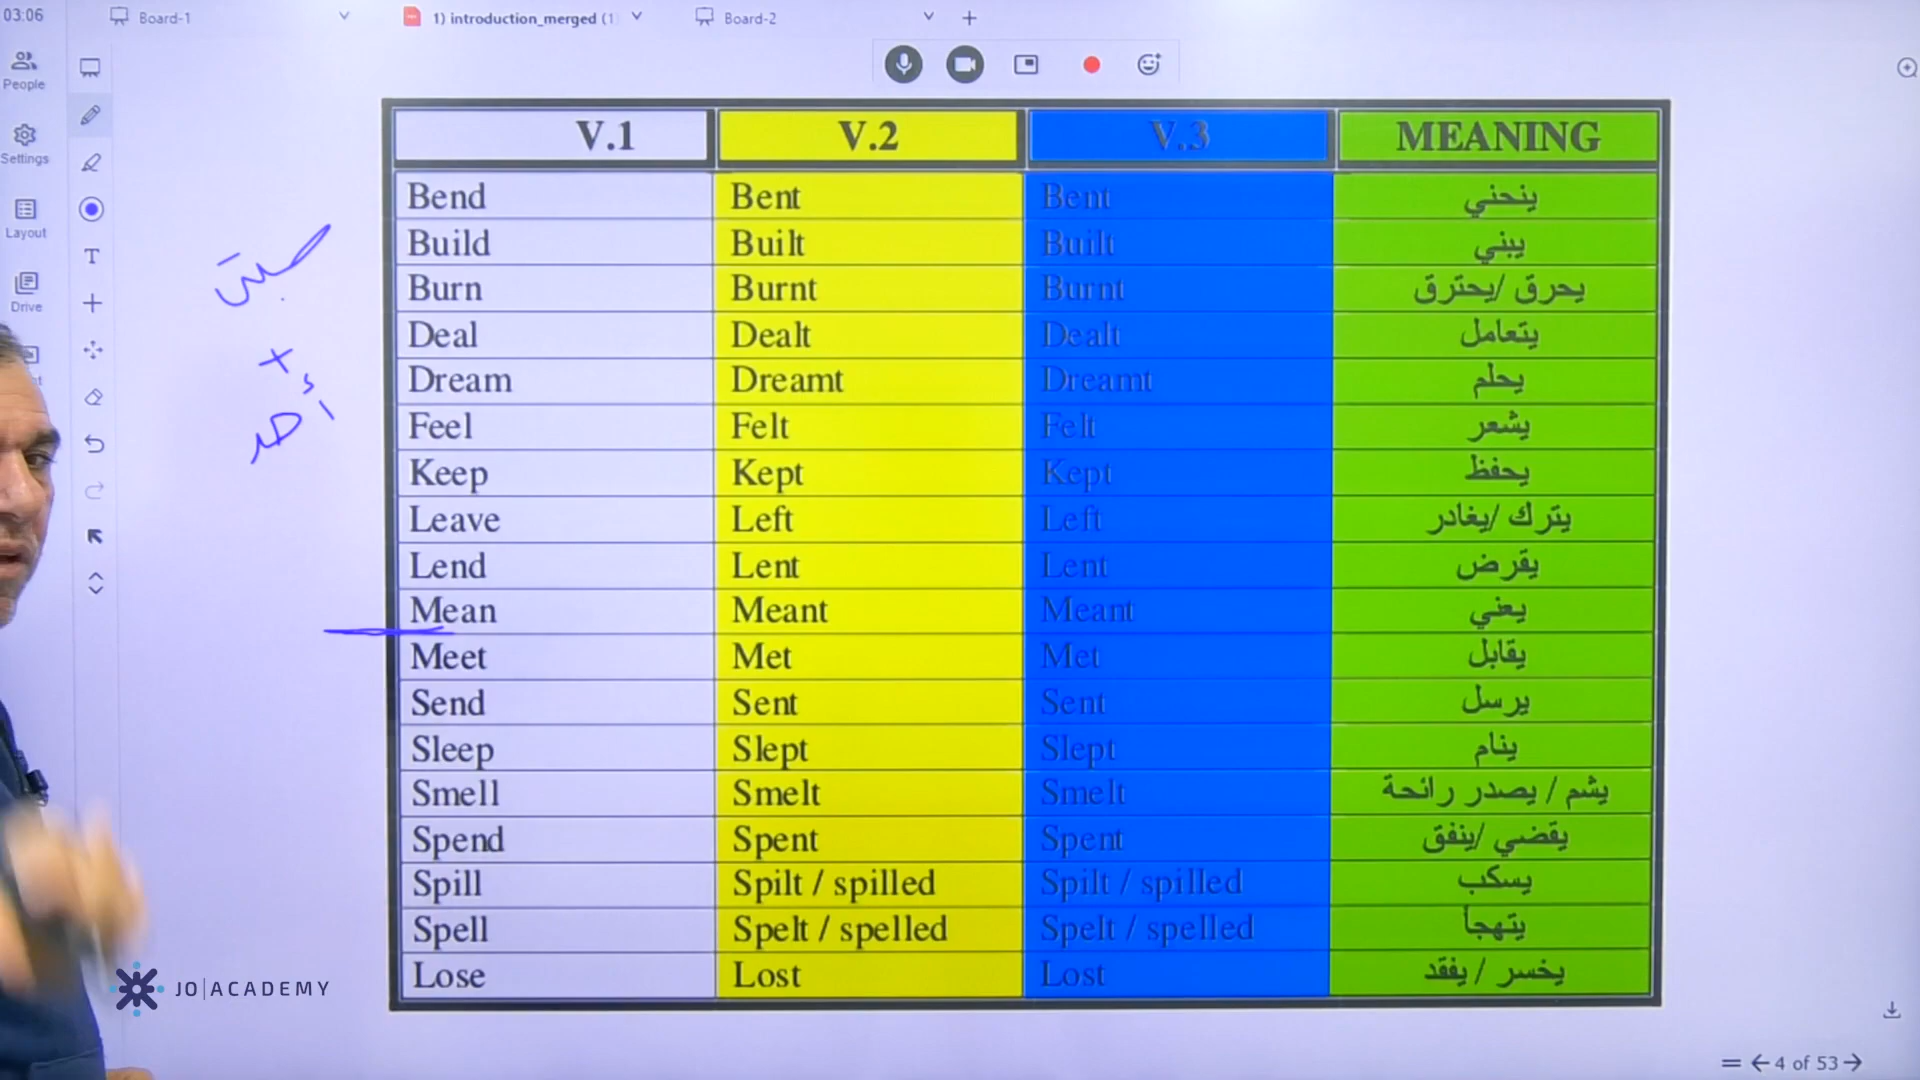 03:06
Board-1
1) introduction_merged (1
Board-2
People
Settings
Layout
Drive
V.1 V.2 V.3 MEANING
Bend Bent Bent ينحني
Build Built Built يبني
Burn Burnt Burnt يحرق /يحترق
Deal Dealt Dealt يتعامل
Dream Dreamt Dreamt يحلم
Feel Felt Felt يشعر
Keep Kept Kept يحفظ
Leave Left Left يترك /يغادر
Lend Lent Lent يقرض
Mean Meant Meant يعني
Meet Met Met يقابل
Send Sent Sent يرسل
Sleep Slept Slept ينام
Smell Smelt Smelt يشم / يصدر رائحة
Spend Spent Spent يقضي /ينفق
Spill Spilt / spilled Spilt / spilled يسكب
Spell Spelt / spelled Spelt / spelled يتهجأ
Lose Lost Lost يخسر / يفقد
JO|ACADEMY
4 of 53